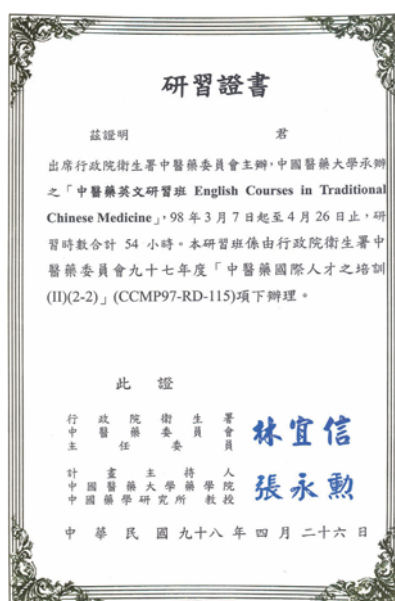 研習證書
茲證明 君
出席行政院衛生署中醫藥委員會主辦，中國醫藥大學承辦
之「中醫藥英文研習班 English Courses in Traditional
Chinese Medicine」，98 年 3 月 7 日起至 4 月 26 日止，研
習時數合計 54 小時。本研習班係由行政院衛生署中
醫藥委員會九十七年度「中醫藥國際人才之培訓
(II)(2-2)」(CCMP97-RD-115)項下辦理。
此 證
行政院衛生署
中醫藥委員會
主任委員
林宜信
計畫主持人
中國醫藥大學藥學院
中國藥學研究所 教授
張永勳
中華民國九十八年四月二十六日